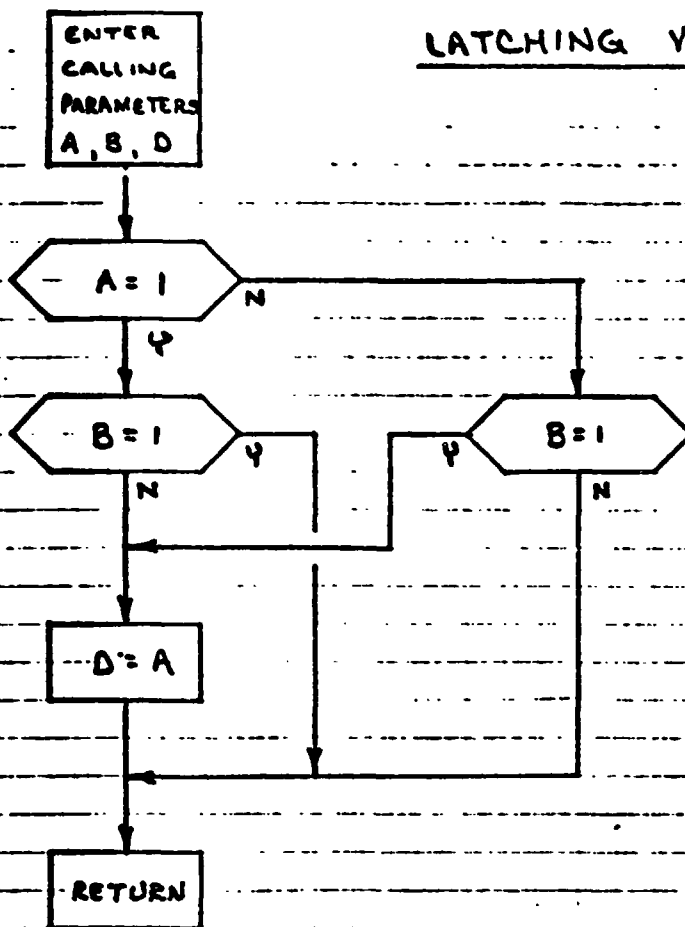 LATCHING V
ENTER
CALLING
PARAMETERS
A, B, D
A = 1
N
Y
B = 1
Y
N
Y
B = 1
N
D = A
RETURN